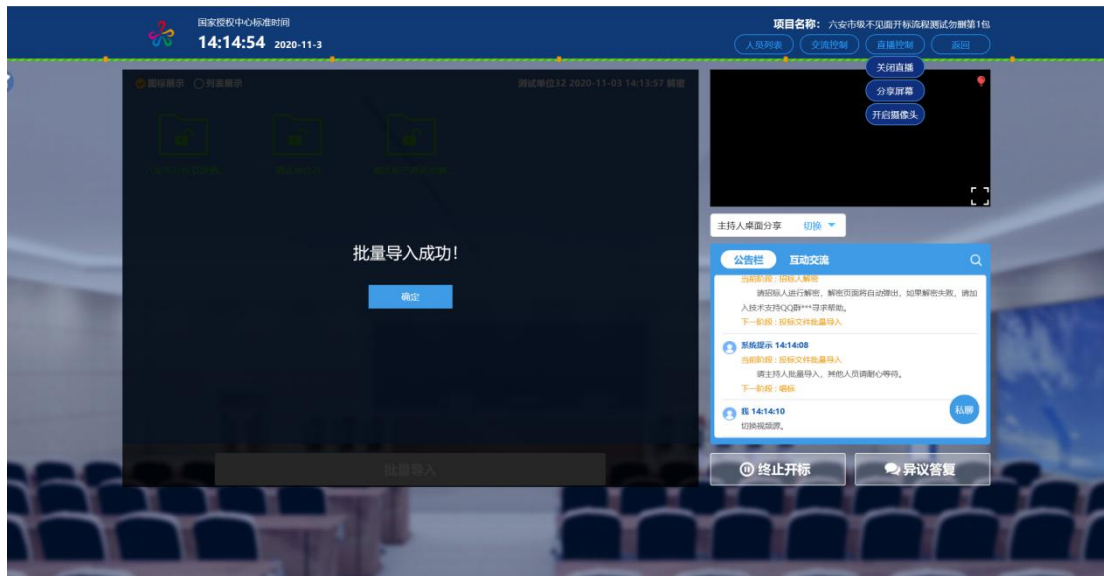 国家授权中心标准时间
14:14:54 2020-11-3
项目名称：六安市级不见面开标流程测试勿删第1包
人员列表 交流控制 直播控制 返回
关闭直播
分享屏幕
开启摄像头
图标展示 列表展示
测试单位32 2020-11-03 14:13:57 解密
批量导入成功！
确定
批量导入
主持人桌面分享 切换
公告栏 互动交流
当前阶段：招标人解密
请招标人进行解密，解密页面将自动弹出，如果解密失败，请加
入技术支持QQ群***寻求帮助。
下一阶段：投标文件批量导入
系统提示 14:14:08
当前阶段：投标文件批量导入
请主持人批量导入，其他人员请耐心等待。
下一阶段：唱标
我 14:14:10
切换视频源。
私聊
终止开标 异议答复